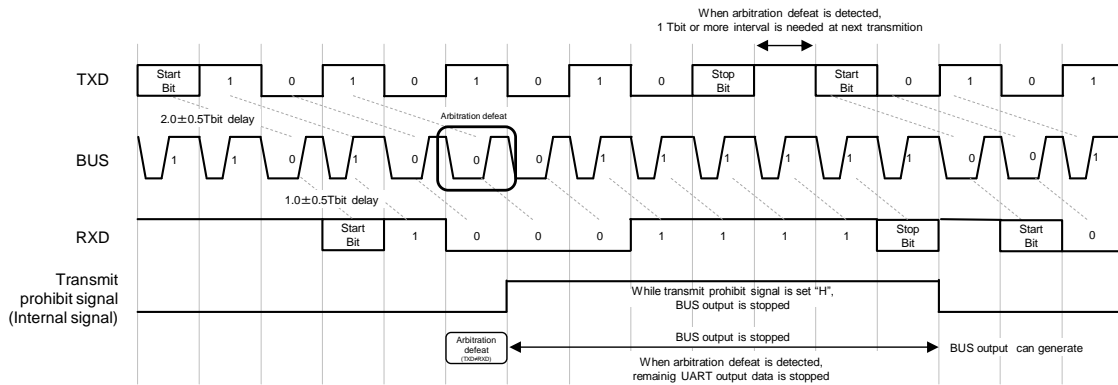 When arbitration defeat is detected,
1 Tbit or more interval is needed at next transmition
TXD
Start
Bit
1
0
1
0
1
0
1
0
Stop
Bit
Start
Bit
0
1
0
1
2.0±0.5Tbit delay
Arbitration defeat
BUS
1
1
0
1
0
0
0
1
1
1
1
1
1
0
0
1
1.0±0.5Tbit delay
RXD
Start
Bit
1
0
0
0
1
1
1
1
Stop
Bit
Start
Bit
0
Transmit
prohibit signal
(Internal signal)
While transmit prohibit signal is set “H”,
BUS output is stopped
Arbitration
defeat
(TXD≠RXD)
BUS output is stopped
BUS output can generate
When arbitration defeat is detected,
remainig UART output data is stopped